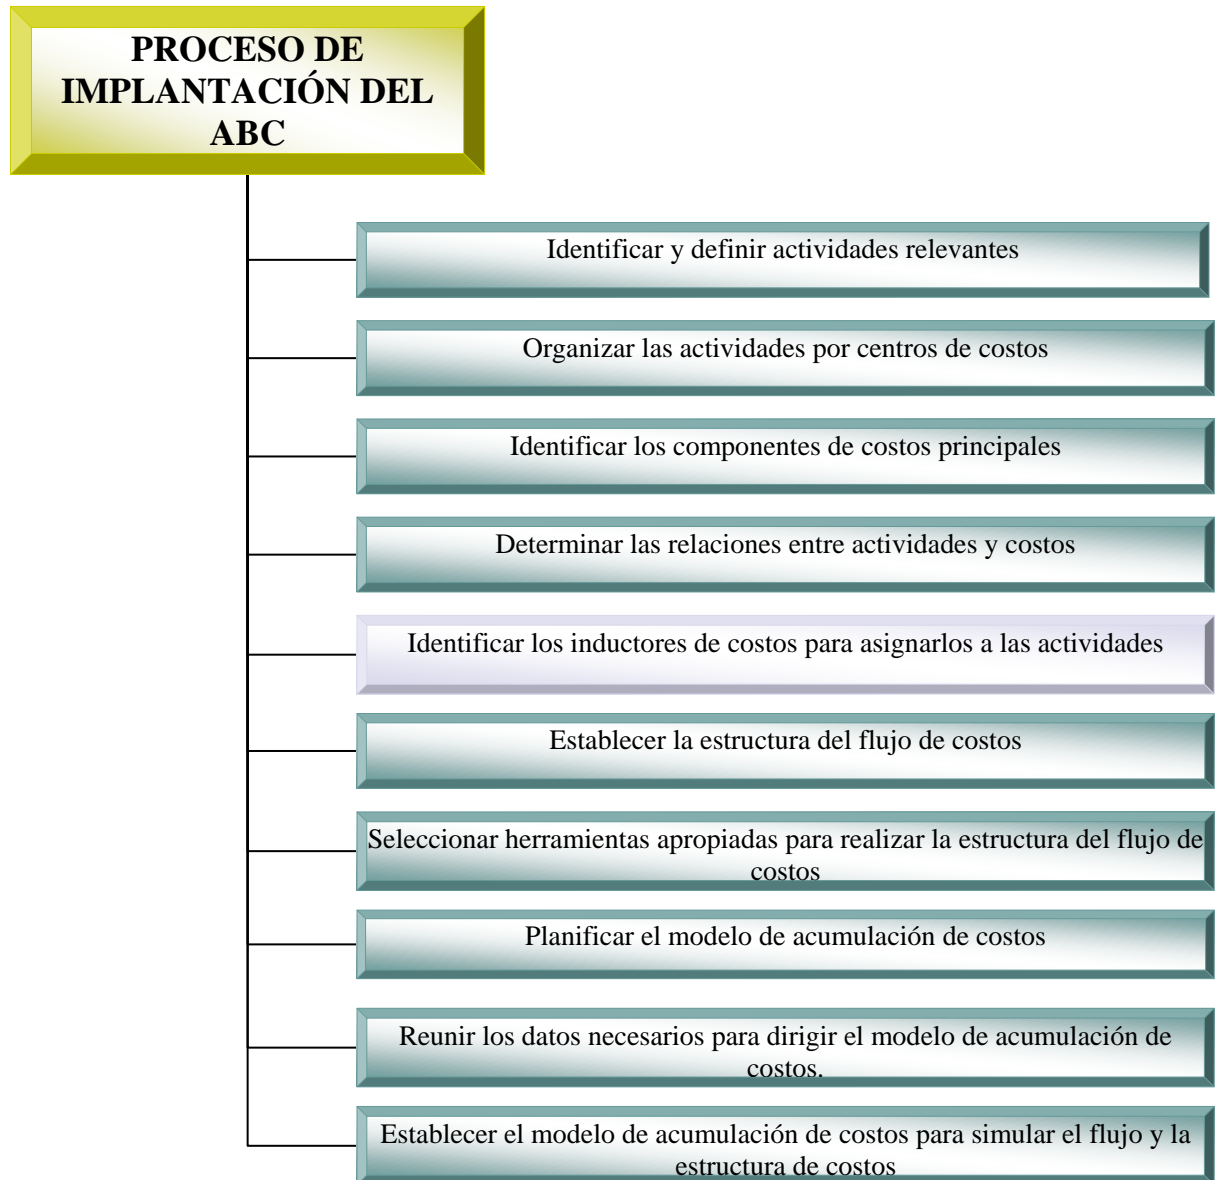 PROCESO DE
IMPLANTACIÓN DEL
ABC
Identificar y definir actividades relevantes
Organizar las actividades por centros de costos
Identificar los componentes de costos principales
Determinar las relaciones entre actividades y costos
Identificar los inductores de costos para asignarlos a las actividades
Establecer la estructura del flujo de costos
Seleccionar herramientas apropiadas para realizar la estructura del flujo de
costos
Planificar el modelo de acumulación de costos
Reunir los datos necesarios para dirigir el modelo de acumulación de
costos.
Establecer el modelo de acumulación de costos para simular el flujo y la
estructura de costos